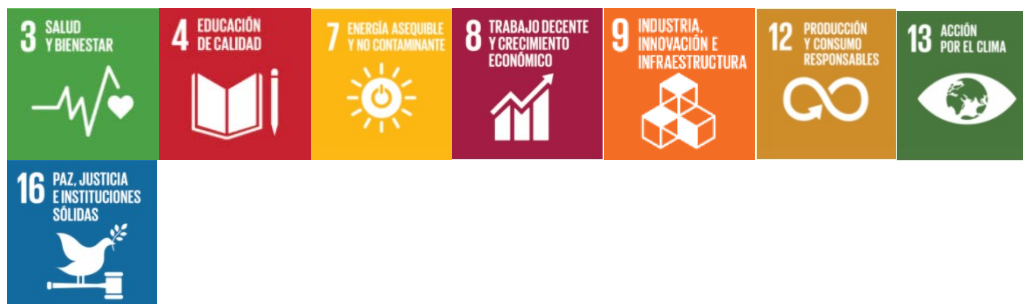 3 SALUD
Y BIENESTAR
4 EDUCACIÓN
DE CALIDAD
7 ENERGÍA ASEQUIBLE
Y NO CONTAMINANTE
8 TRABAJO DECENTE
Y CRECIMIENTO
ECONÓMICO
9 INDUSTRIA,
INNOVACIÓN E
INFRAESTRUCTURA
12 PRODUCCIÓN
Y CONSUMO
RESPONSABLES
13 ACCIÓN
POR EL CLIMA
16 PAZ, JUSTICIA
E INSTITUCIONES
SÓLIDAS